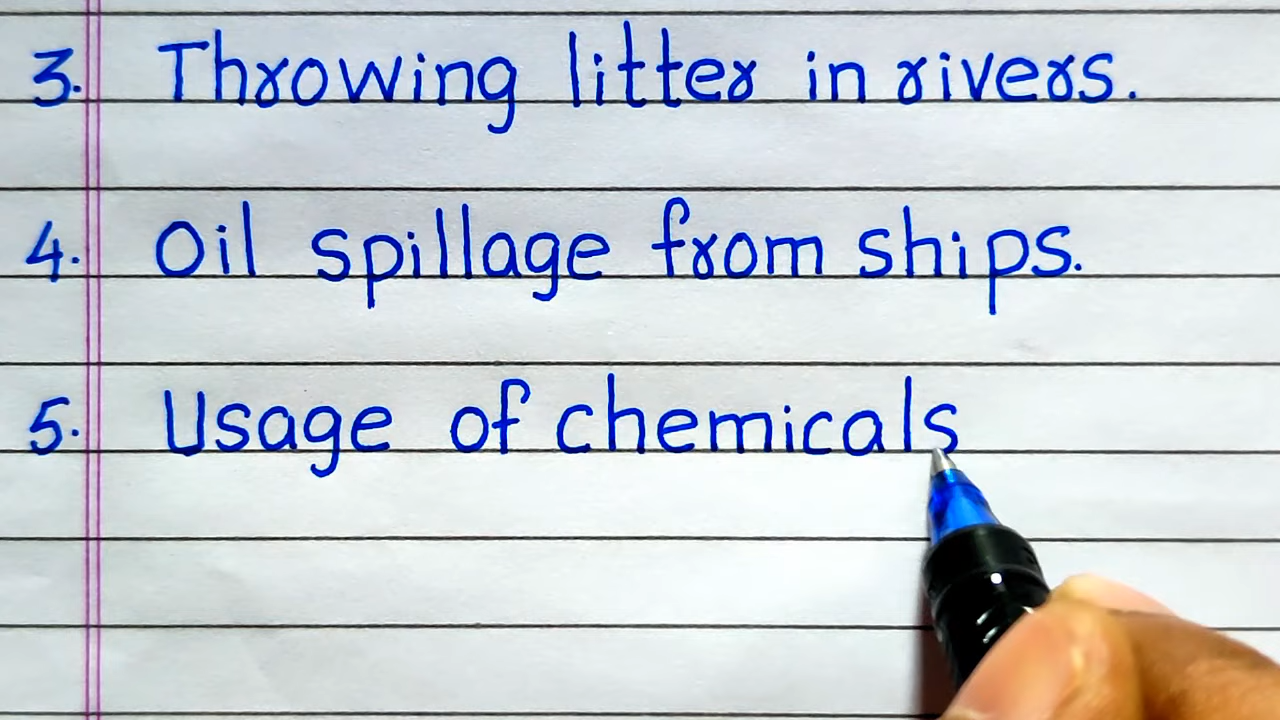 3. Throwing litter in rivers.
4. Oil spillage from ships.
5. Usage of chemicals